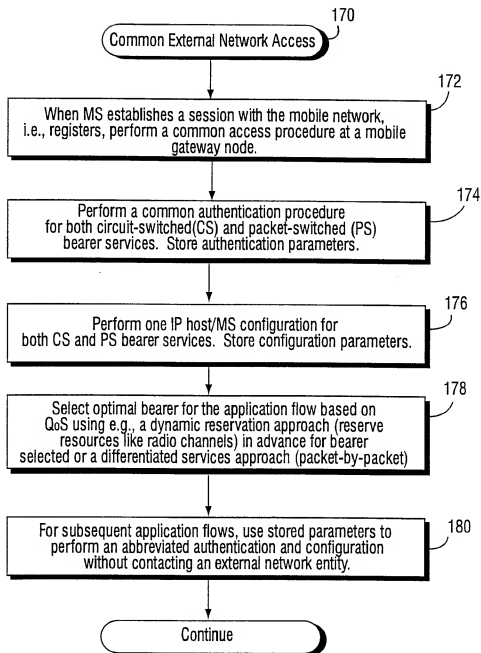 Common External Network Access
170
When MS establishes a session with the mobile network,
i.e., registers, perform a common access procedure at a mobile
gateway node.
172
Perform a common authentication procedure
for both circuit-switched(CS) and packet-switched (PS)
bearer services. Store authentication parameters.
174
Perform one IP host/MS configuration for
both CS and PS bearer services. Store configuration parameters.
176
Select optimal bearer for the application flow based on
QoS using e.g., a dynamic reservation approach (reserve
resources like radio channels) in advance for bearer
selected or a differentiated services approach (packet-by-packet)
178
For subsequent application flows, use stored parameters to
perform an abbreviated authentication and configuration
without contacting an external network entity.
180
Continue